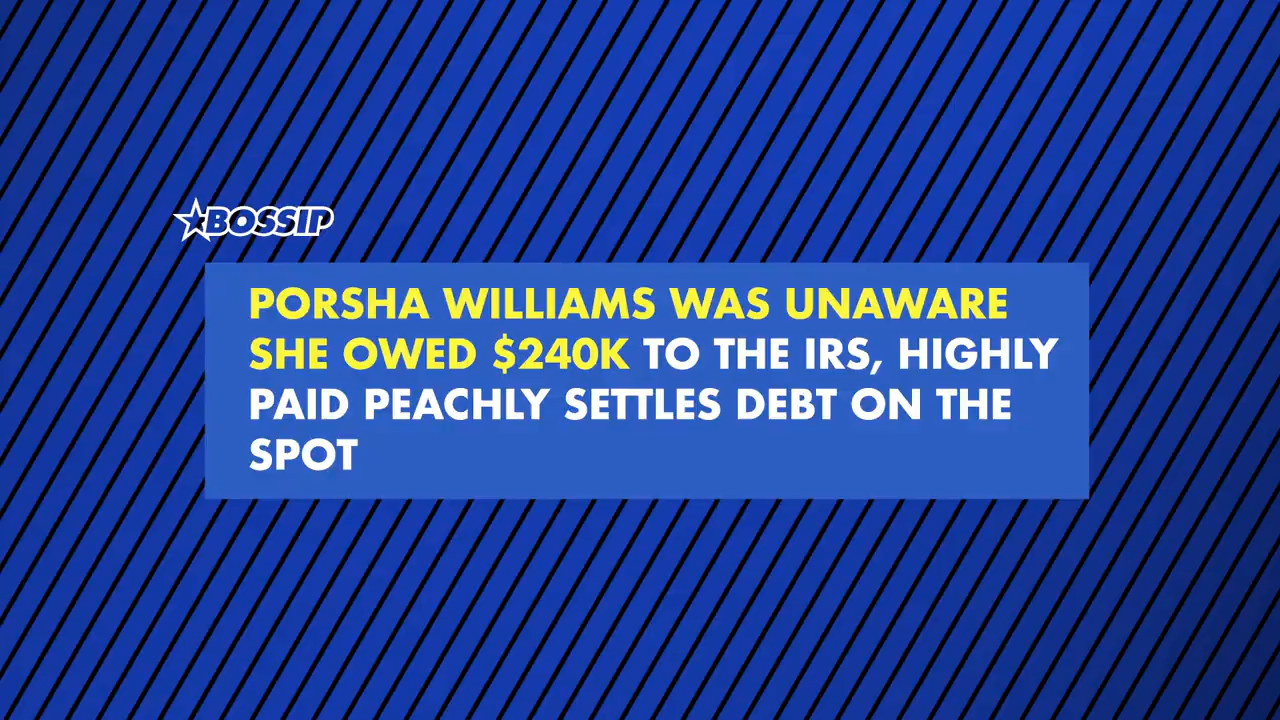 BOSSIP
PORSHA WILLIAMS WAS UNAWARE
SHE OWED $240K TO THE IRS, HIGHLY
PAID PEACHLY SETTLES DEBT ON THE
SPOT